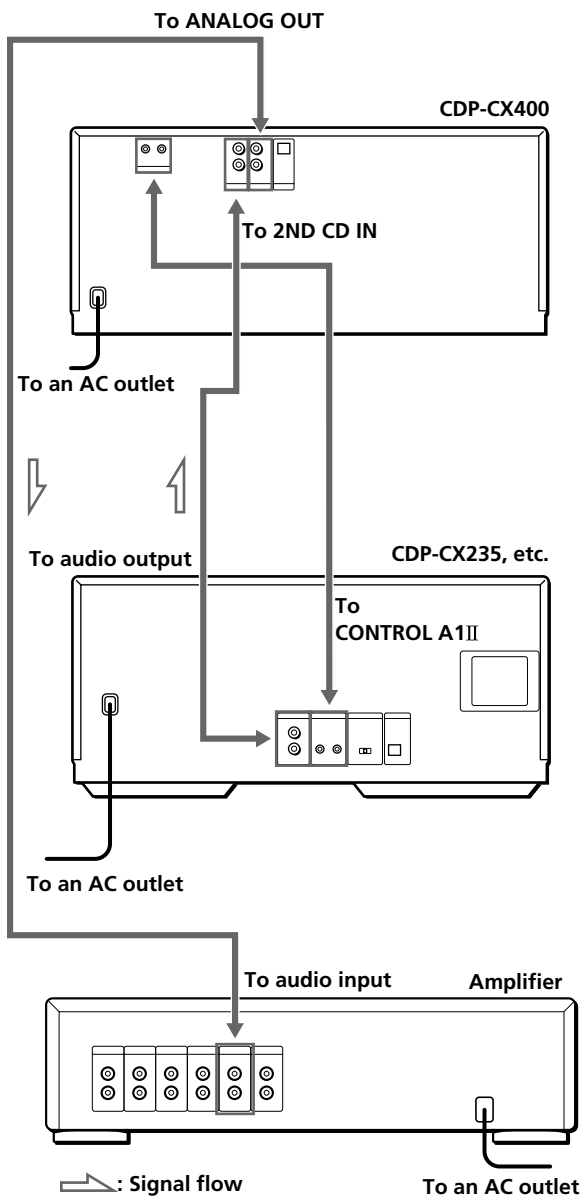 To ANALOG OUT
CDP-CX400
To 2ND CD IN
To an AC outlet
To audio output
CDP-CX235, etc.
To
CONTROL A1Ⅱ
To an AC outlet
To audio input
Amplifier
: Signal flow
To an AC outlet